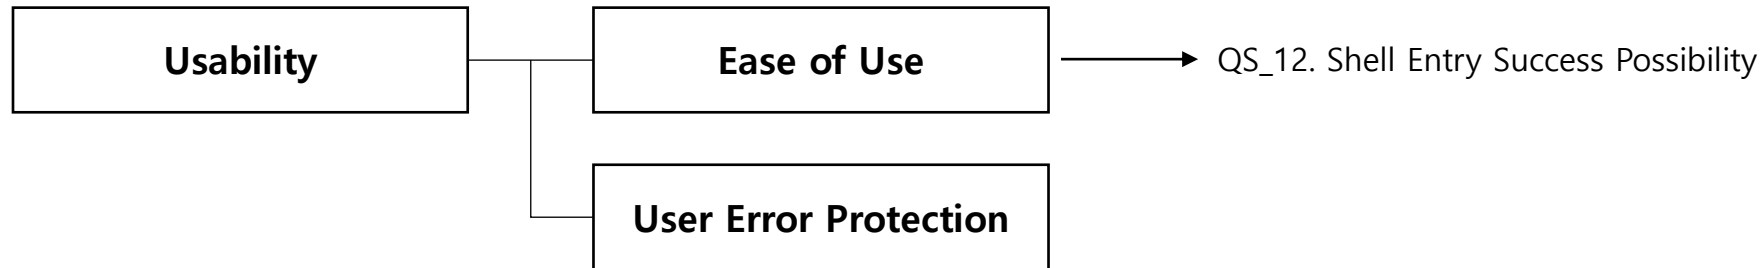 Usability
Ease of Use
QS_12. Shell Entry Success Possibility
User Error Protection